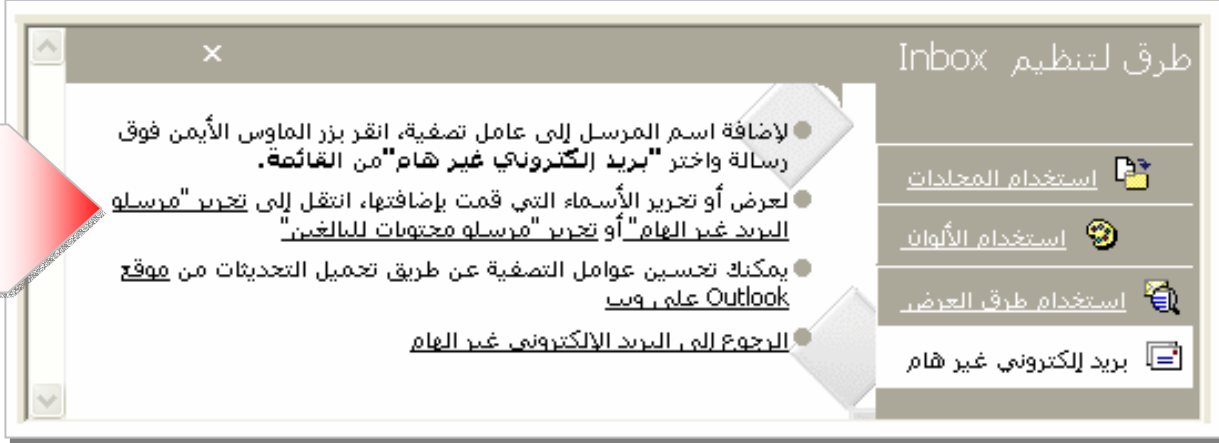 طرق لتنظيم Inbox
×
استخدام المجلدات
استخدام الألوان
استخدام طرق العرض
بريد إلكتروني غير هام
لإضافة اسم المرسل إلى عامل تصفية، انقر بزر الماوس الأيمن فوق
رسالة واختر "بريد إلكتروني غير هام"من القائمة.
لعرض أو تحرير الأسماء التي قمت بإضافتها، انتقل إلى تحرير "مرسلو
البريد غير الهام" أو تحرير "مرسلو محتويات للبالغين"
يمكنك تحسين عوامل التصفية عن طريق تحميل التحديثات من موقع
Outlook على ويب
الرجوع إلى البريد الإلكتروني غير الهام